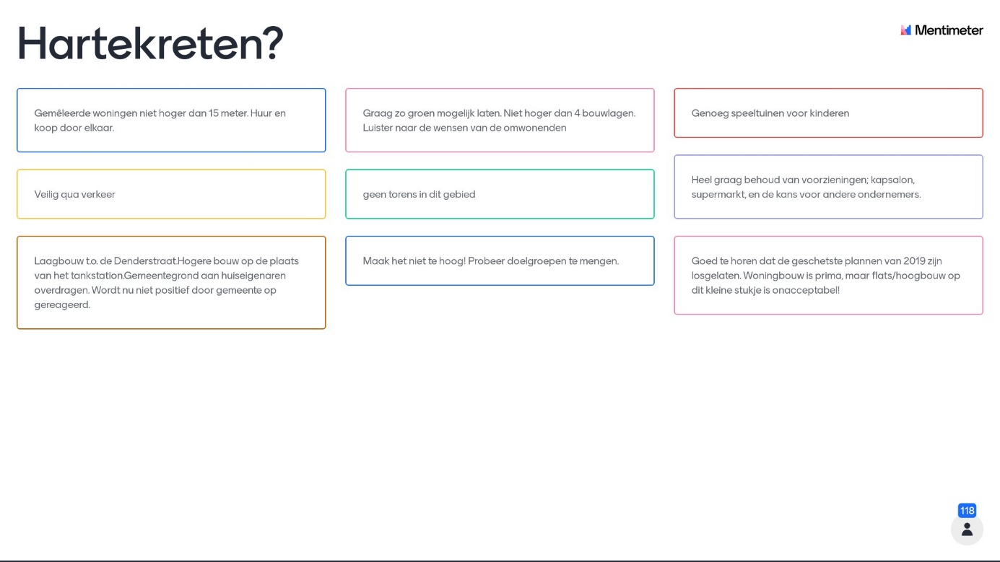 Hartekreten?
Mentimeter
Gemêleerde woningen niet hoger dan 15 meter. Huur en
koop door elkaar.
Graag zo groen mogelijk laten. Niet hoger dan 4 bouwlagen.
Luister naar de wensen van de omwonenden
Genoeg speeltuinen voor kinderen
Veilig qua verkeer
geen torens in dit gebied
Heel graag behoud van voorzieningen; kapsalon,
supermarkt, en de kans voor andere ondernemers.
Laagbouw t.o. de Denderstraat.Hogere bouw op de plaats
van het tankstation.Gemeentegrond aan huiseigenaren
overdragen. Wordt nu niet positief door gemeente op
gereageerd.
Maak het niet te hoog! Probeer doelgroepen te mengen.
Goed te horen dat de geschetste plannen van 2019 zijn
losgelaten. Woningbouw is prima, maar flats/hoogbouw op
dit kleine stukje is onacceptabel!
118